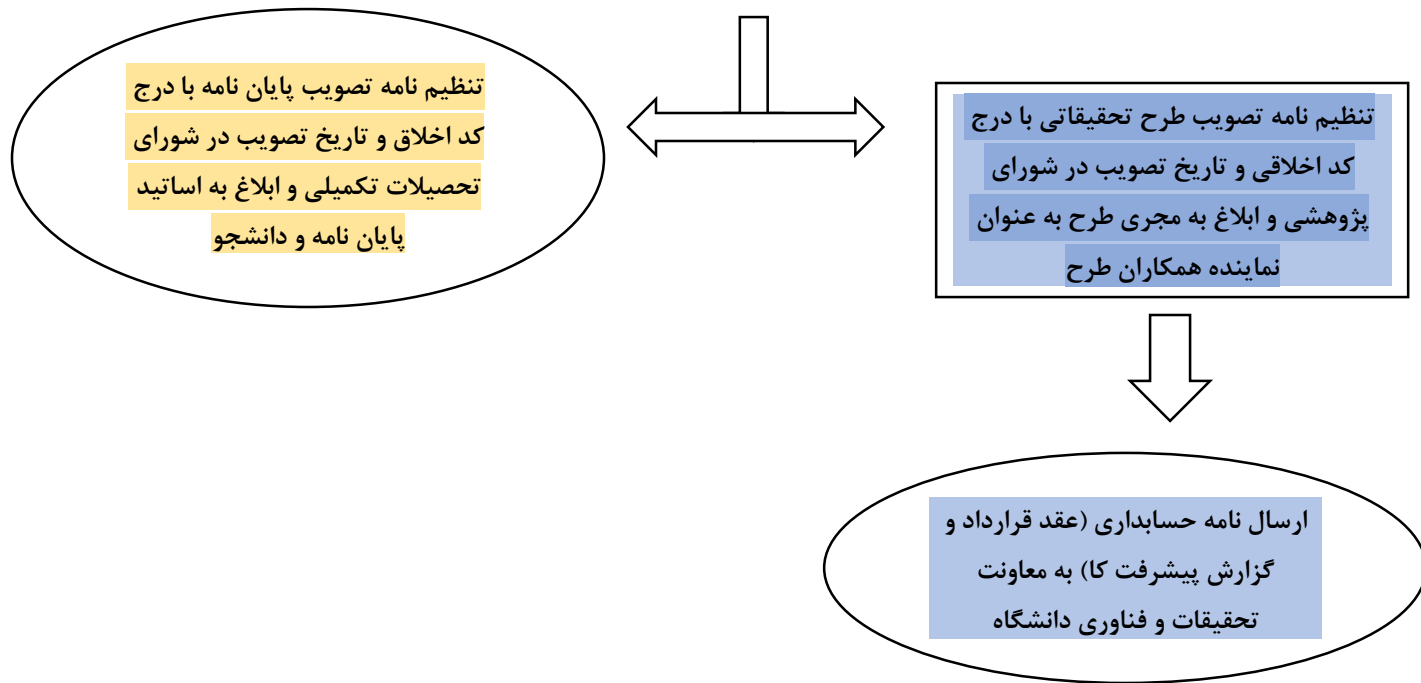 تنظیم نامه تصویب طرح تحقیقاتی با درج
کد اخلاقی و تاریخ تصویب در شورای
پژوهشی و ابلاغ به مجری طرح به عنوان
نماینده همکاران طرح
تنظیم نامه تصویب پایان نامه با درج
کد اخلاق و تاریخ تصویب در شورای
تحصیلات تکمیلی و ابلاغ به اساتید
پایان نامه و دانشجو
ارسال نامه حسابداری (عقد قرارداد و
گزارش پیشرفت کا) به معاونت
تحقیقات و فناوری دانشگاه